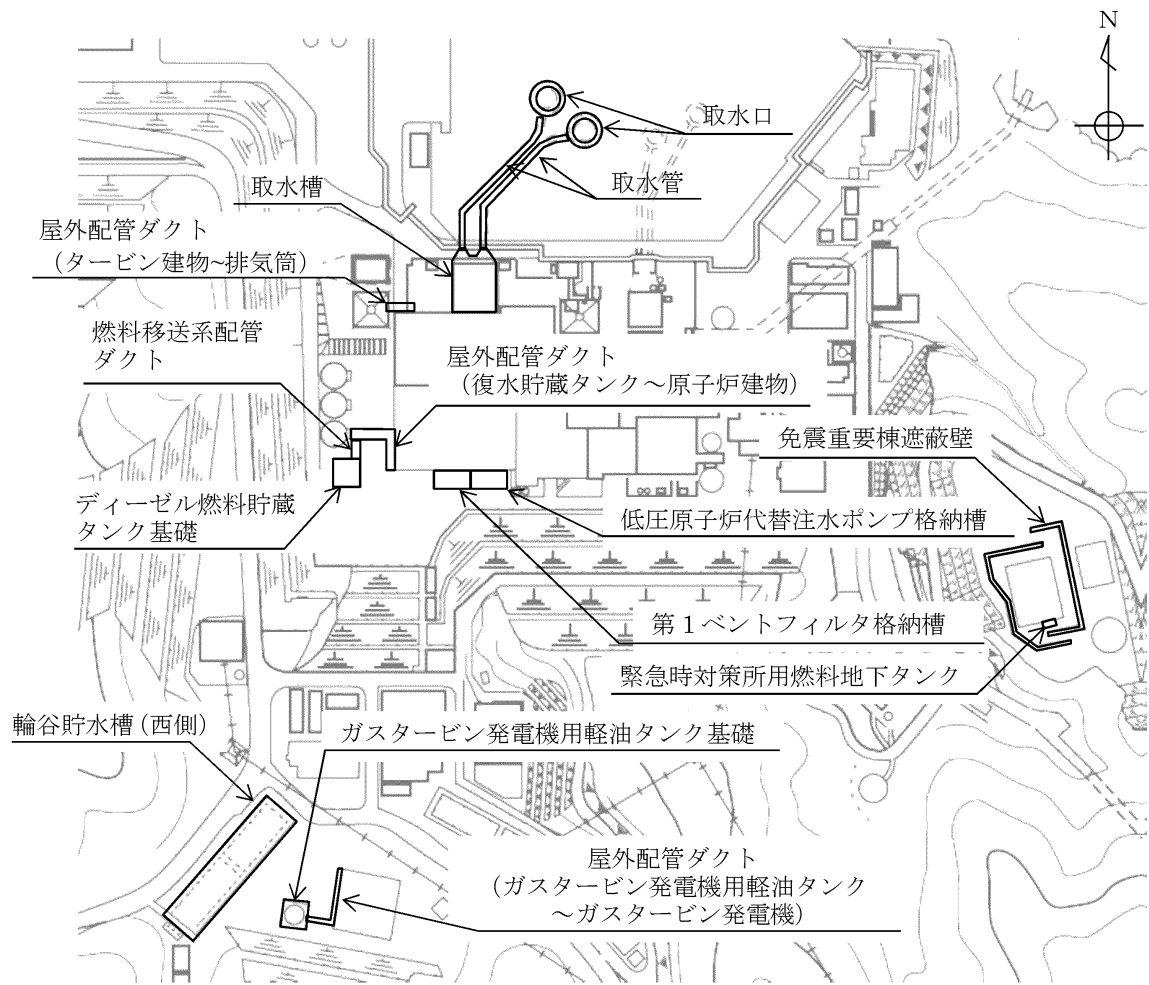 N
取水口
取水管
取水槽
屋外配管ダクト
（タービン建物~排気筒）
燃料移送系配管
ダクト
屋外配管ダクト
（復水貯蔵タンク～原子炉建物）
免震重要棟遮蔽壁
ディーゼル燃料貯蔵
タンク基礎
低圧原子炉代替注水ポンプ格納槽
第1ベントフィルタ格納槽
緊急時対策所用燃料地下タンク
輪谷貯水槽（西側）
ガスタービン発電機用軽油タンク基礎
屋外配管ダクト
（ガスタービン発電機用軽油タンク
～ガスタービン発電機）